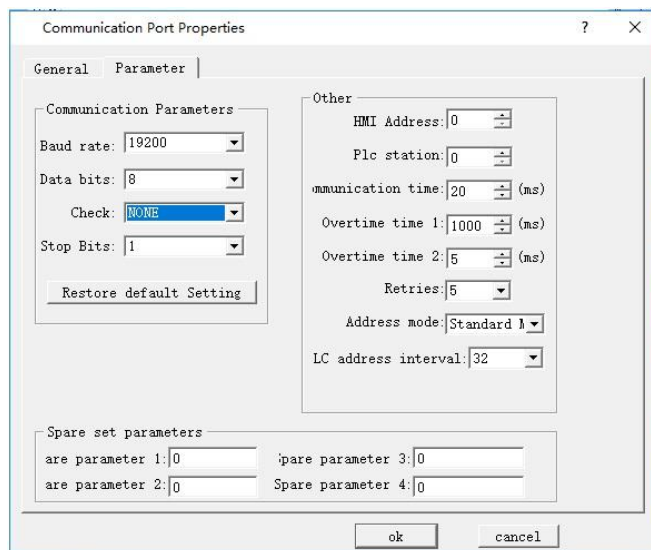 Communication Port Properties
? ×
General Parameter
Communication Parameters
Baud rate: 19200
Data bits: 8
Check: NONE
Stop Bits: 1
Restore default Setting
Other
HMI Address: 0
Plc station: 0
mmunication time: 20 (ms)
Overtime time 1: 1000 (ms)
Overtime time 2: 5 (ms)
Retries: 5
Address mode: Standard M
LC address interval: 32
Spare set parameters
are parameter 1: 0
pare parameter 3: 0
are parameter 2: 0
Spare parameter 4: 0
ok cancel